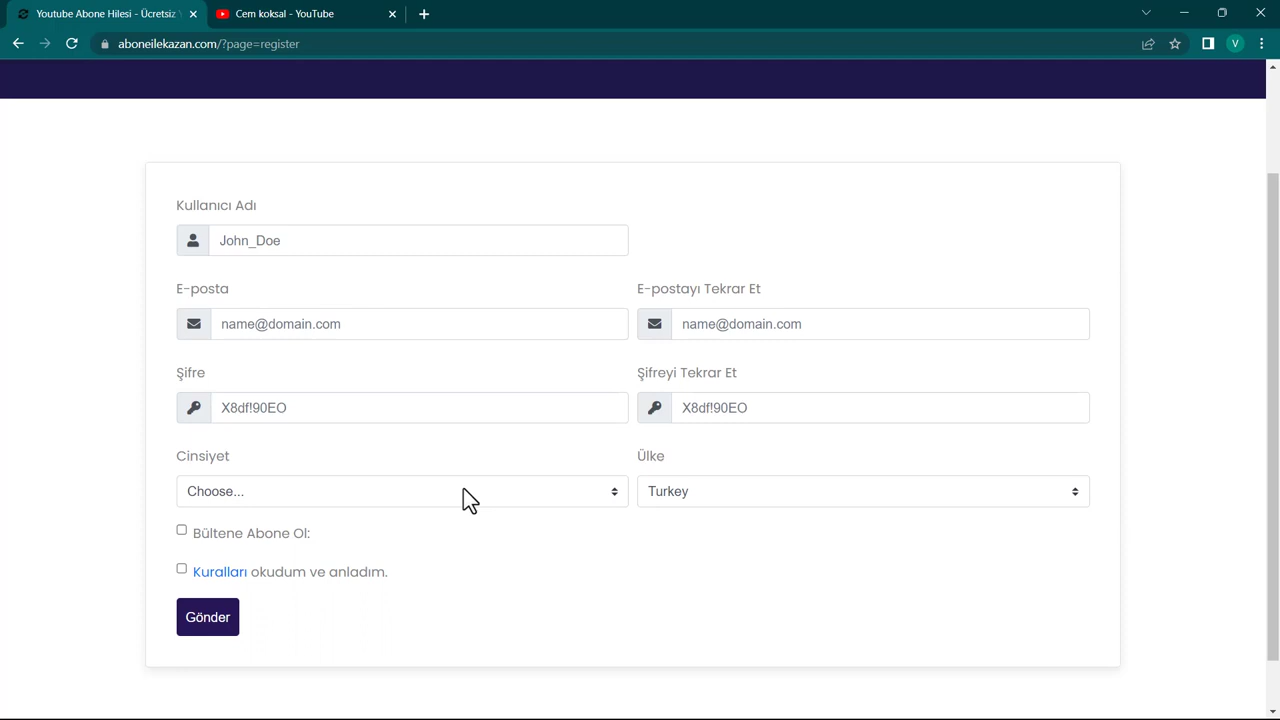 Youtube Abone Hilesi - Ücretsiz
Cem koksal - YouTube
aboneilekazan.com/?page=register
V
Kullanıcı Adı
John_Doe
E-posta
E-postayı Tekrar Et
name@domain.com
name@domain.com
Şifre
Şifreyi Tekrar Et
X8df!90EO
X8df!90EO
Cinsiyet
Ülke
Choose...
Turkey
Bültene Abone Ol:
Kuralları okudum ve anladım.
Gönder